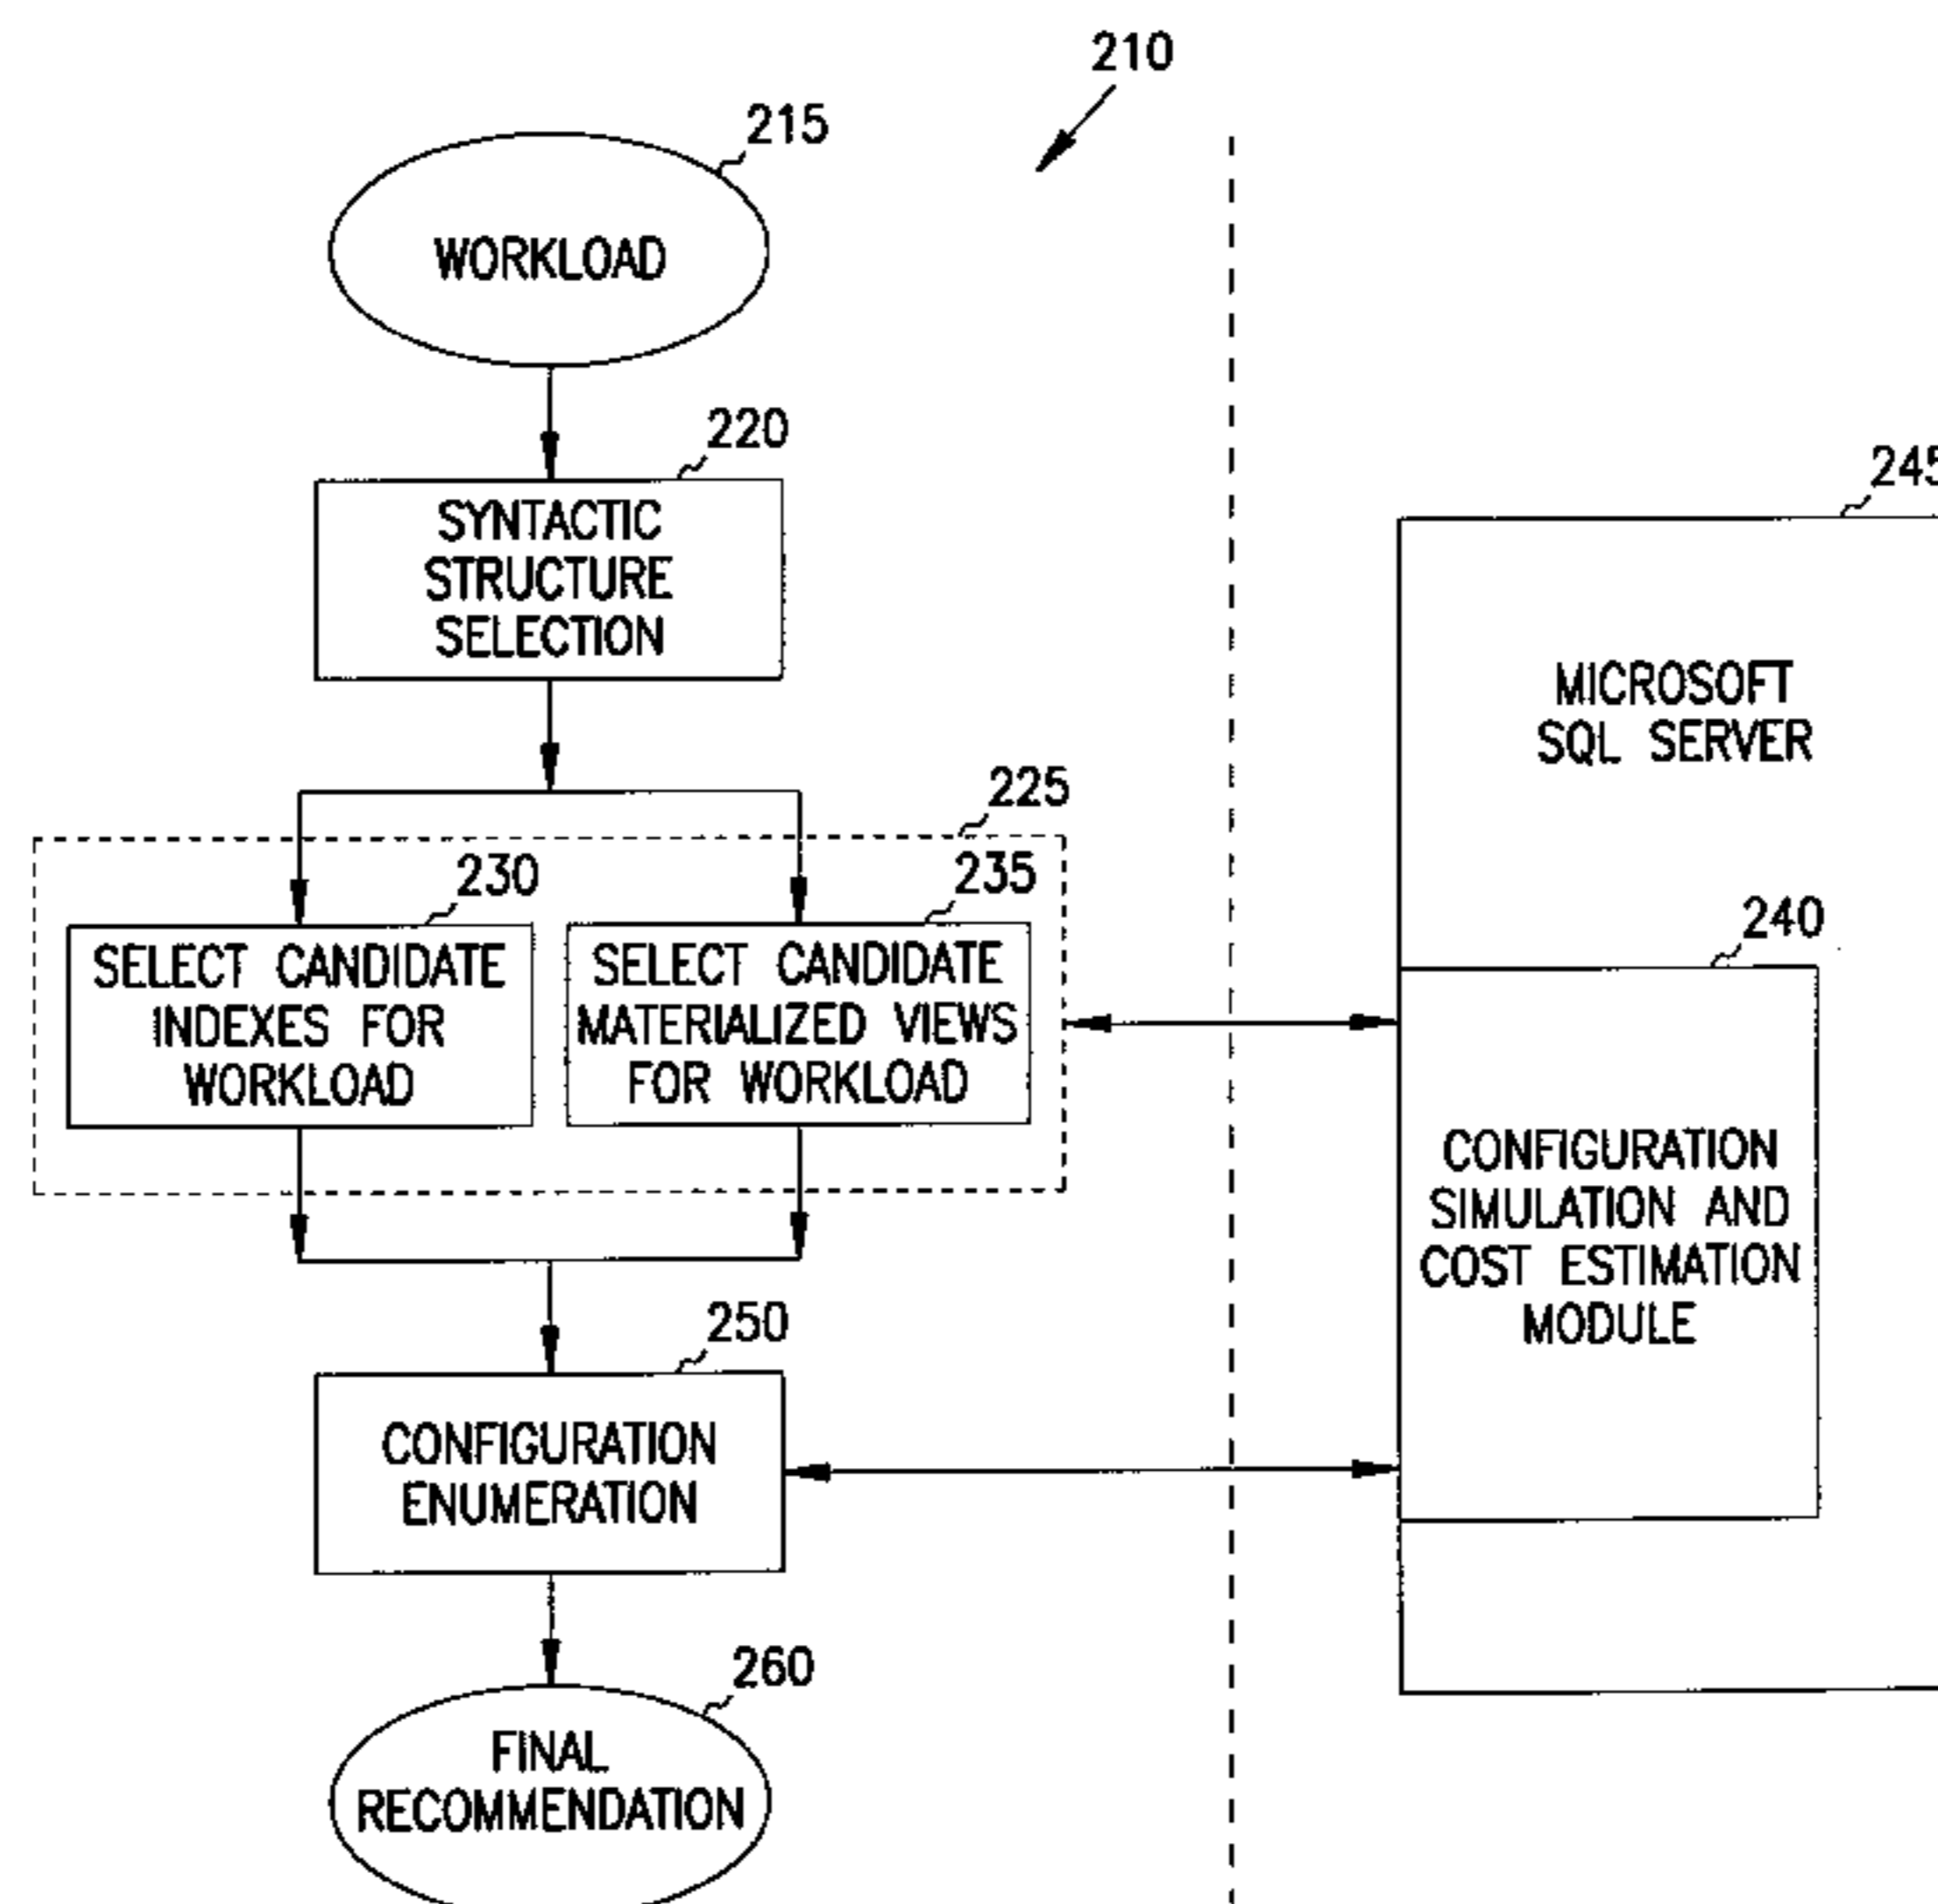 210
215
WORKLOAD
220
SYNTACTIC
STRUCTURE
SELECTION
245
MICROSOFT
SQL SERVER
225
230
SELECT CANDIDATE
INDEXES FOR
WORKLOAD
235
SELECT CANDIDATE
MATERIALIZED VIEWS
FOR WORKLOAD
240
CONFIGURATION
SIMULATION AND
COST ESTIMATION
MODULE
250
CONFIGURATION
ENUMERATION
260
FINAL
RECOMMENDATION